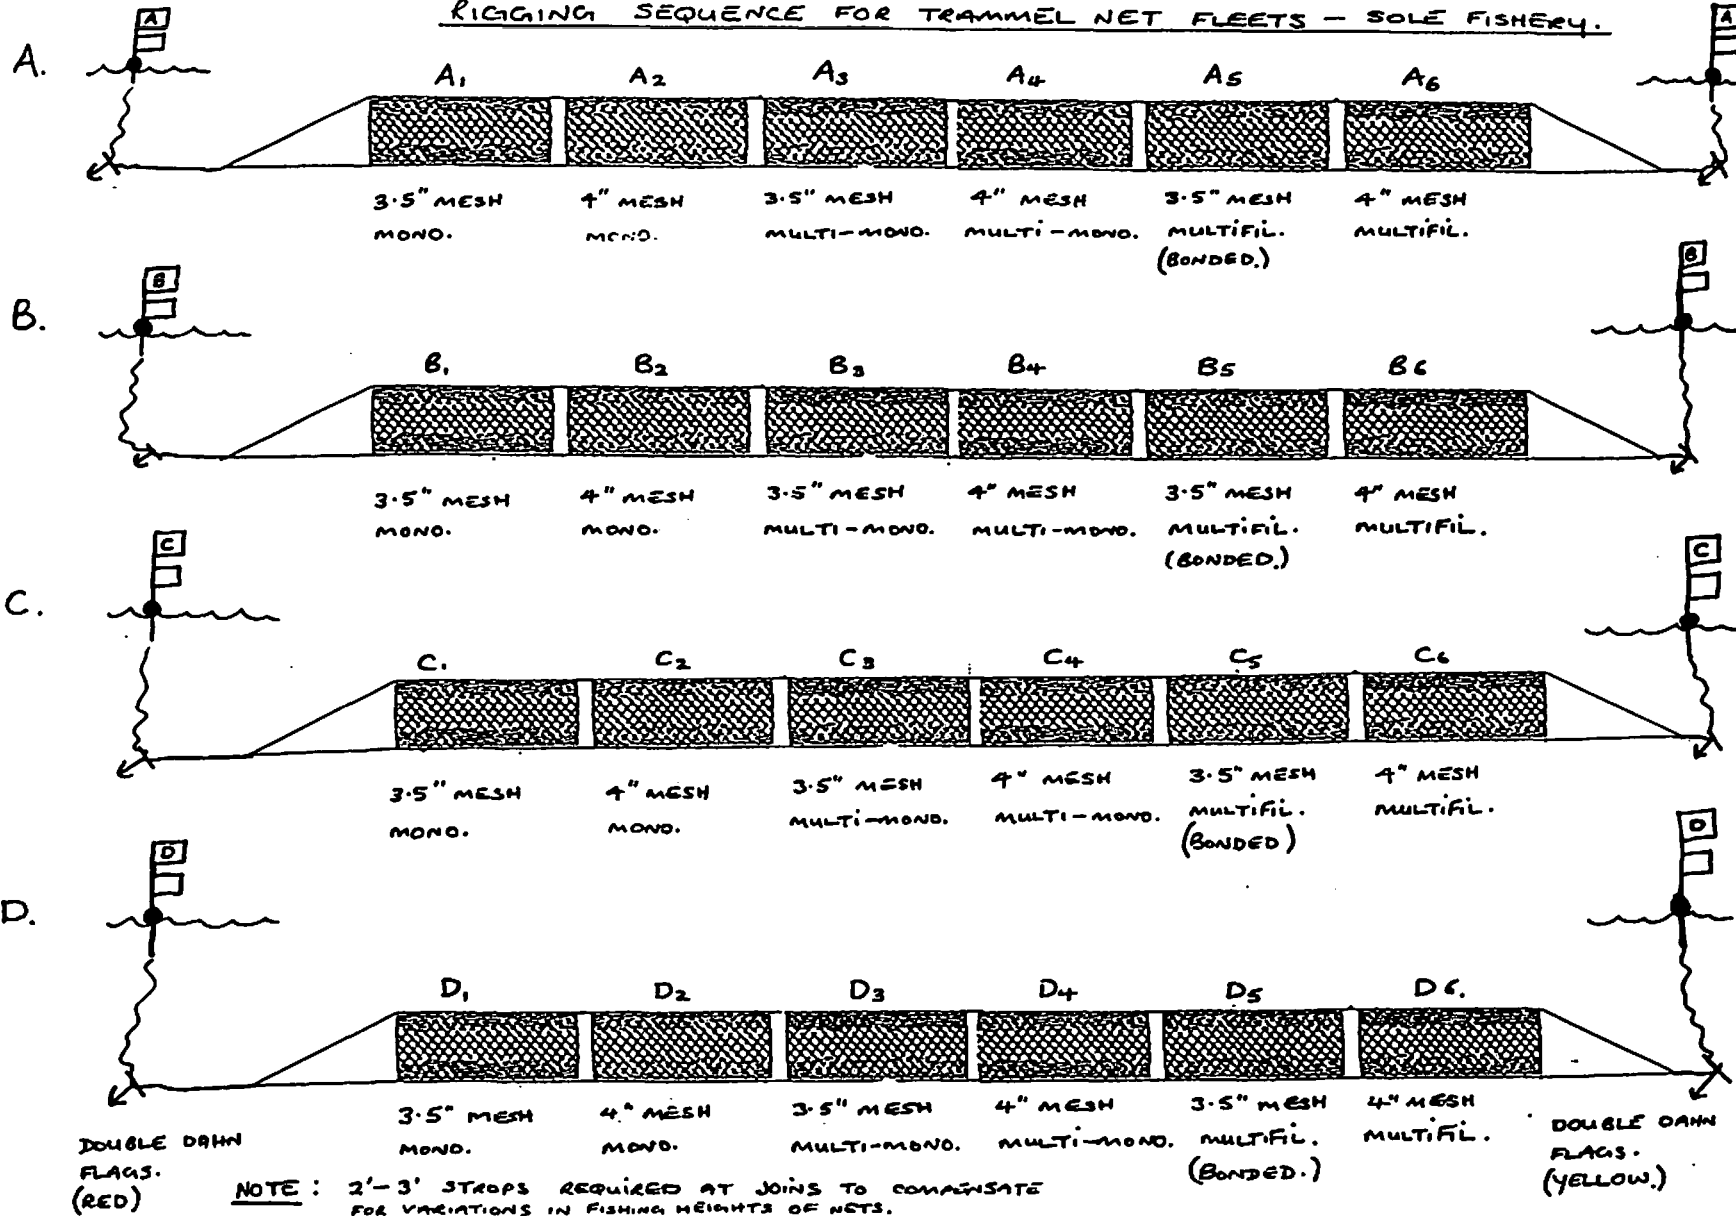 RIGGING SEQUENCE FOR TRAMMEL NET FLEETS – SOLE FISHERY.
A.
A
A
A1 A2 A3 A4 A5 A6
3.5" MESH 4" MESH 3.5" MESH 4" MESH 3.5" MESH 4" MESH
MONO. MONO. MULTI-MONO. MULTI-MONO. MULTIFIL. MULTIFIL.
(BONDED.)
B.
B
B
B1 B2 B3 B4 B5 B6
3.5" MESH 4" MESH 3.5" MESH 4" MESH 3.5" MESH 4" MESH
MONO. MONO. MULTI-MONO. MULTI-MONO. MULTIFIL. MULTIFIL.
(BONDED.)
C.
C
C
C1 C2 C3 C4 C5 C6
3.5" MESH 4" MESH 3.5" MESH 4" MESH 3.5" MESH 4" MESH
MONO. MONO. MULTI-MONO. MULTI-MONO. MULTIFIL. MULTIFIL.
(BONDED)
D.
D
D
D1 D2 D3 D4 D5 D6.
3.5" MESH 4" MESH 3.5" MESH 4" MESH 3.5" MESH 4" MESH
MONO. MONO. MULTI-MONO. MULTI-MONO. MULTIFIL. MULTIFIL.
(BONDED.)
DOUBLE DAHN
FLAGS.
(RED)
DOUBLE DAHN
FLAGS.
(YELLOW.)
NOTE: 2'-3' STROPS REQUIRED AT JOINS TO COMPENSATE
FOR VARIATIONS IN FISHING HEIGHTS OF NETS.